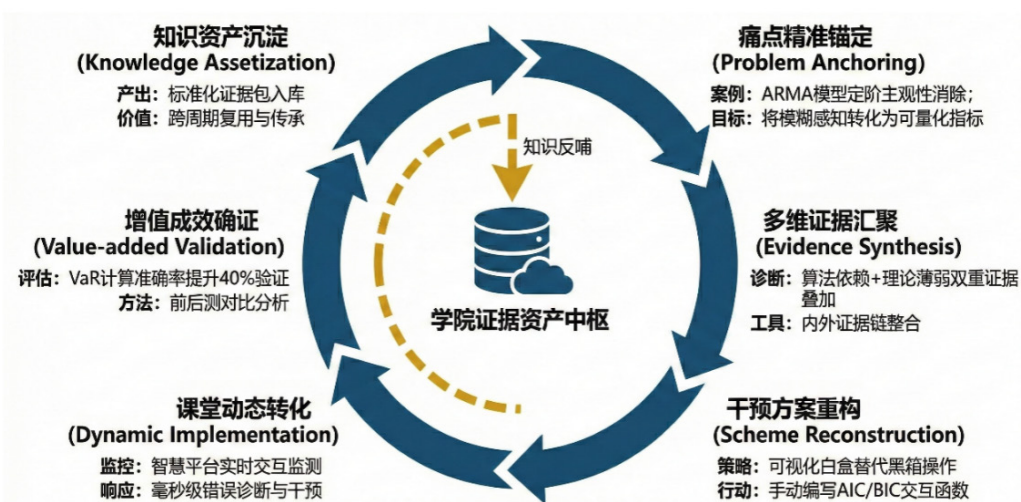 知识资产沉淀
(Knowledge Assetization)
产出：标准化证据包入库
价值：跨周期复用与传承
痛点精准锚定
(Problem Anchoring)
案例：ARMA模型定阶主观性消除；
目标：将模糊感知转化为可量化指标
知识反哺
增值成效确证
(Value-added Validation)
评估：VaR计算准确率提升40%验证
方法：前后测对比分析
多维证据汇聚
(Evidence Synthesis)
诊断：算法依赖+理论薄弱双重证据
叠加
工具：内外证据链整合
学院证据资产中枢
课堂动态转化
(Dynamic Implementation)
监控：智慧平台实时交互监测
响应：毫秒级错误诊断与干预
干预方案重构
(Scheme Reconstruction)
策略：可视化白盒替代黑箱操作
行动：手动编写AIC/BIC交互函数